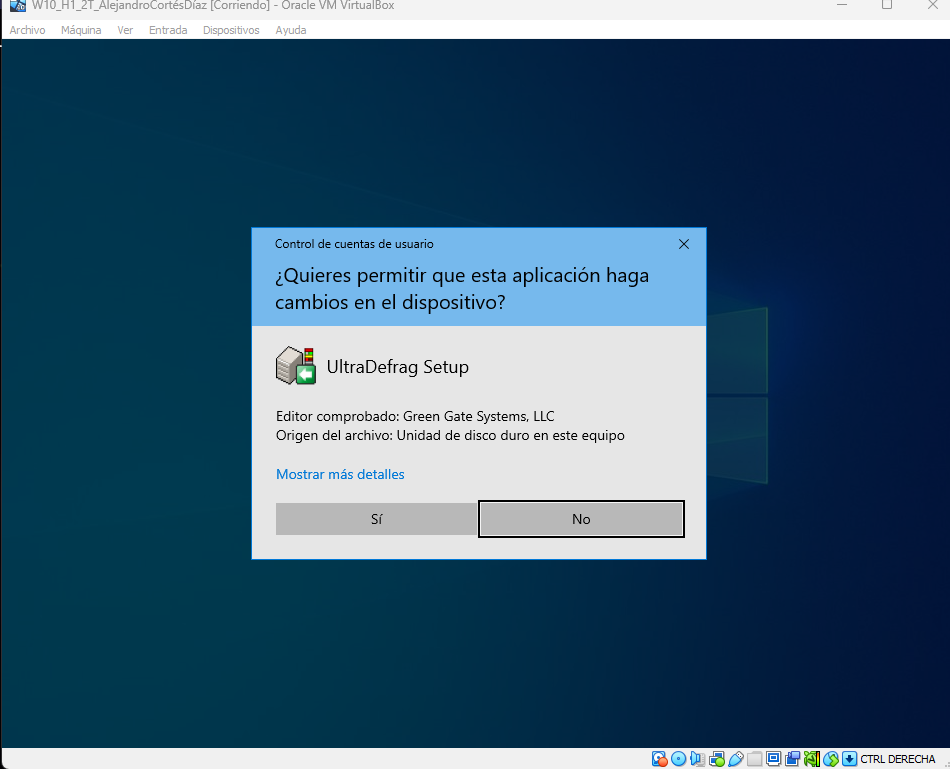 W10_H1_2T_AlejandroCortésDíaz [Corriendo] - Oracle VM VirtualBox
Archivo Máquina Ver Entrada Dispositivos Ayuda
Control de cuentas de usuario
¿Quieres permitir que esta aplicación haga
cambios en el dispositivo?
UltraDefrag Setup
Editor comprobado: Green Gate Systems, LLC
Origen del archivo: Unidad de disco duro en este equipo
Mostrar más detalles
Sí No
CTRL DERECHA